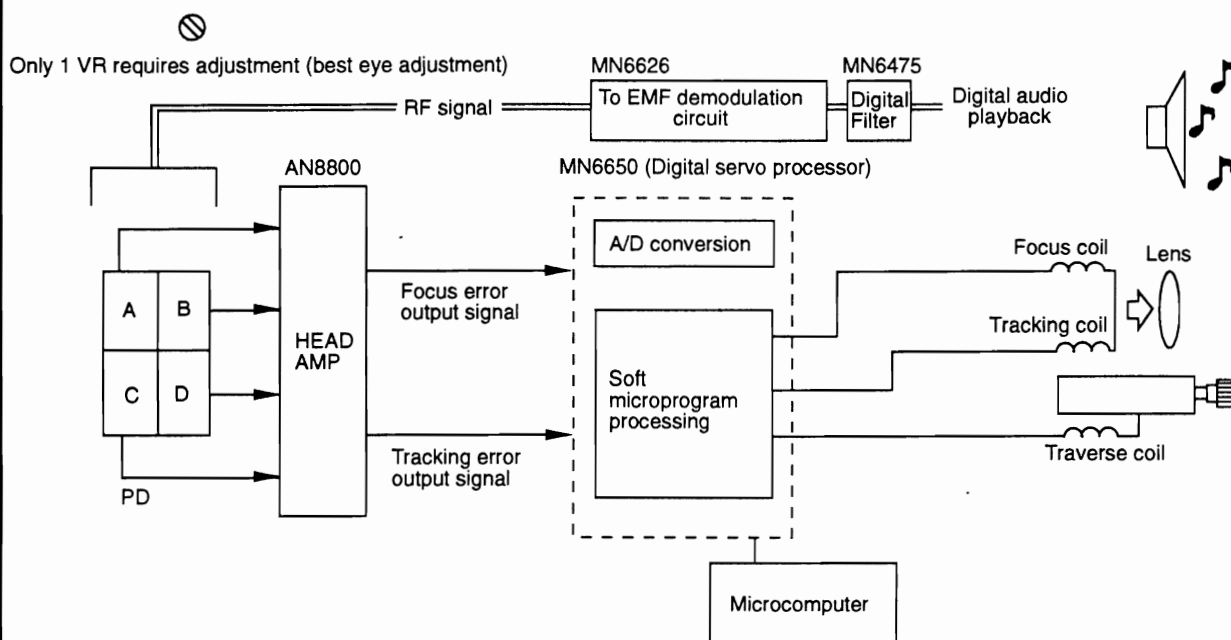 Only 1 VR requires adjustment (best eye adjustment)
MN6626
MN6475
RF signal
To EMF demodulation
circuit
Digital
Filter
Digital audio
playback
AN8800
MN6650 (Digital servo processor)
A/D conversion
Focus coil
Lens
A
B
Focus error
output signal
HEAD
AMP
Tracking coil
C
D
Soft
microprogram
processing
Tracking error
output signal
Traverse coil
PD
Microcomputer